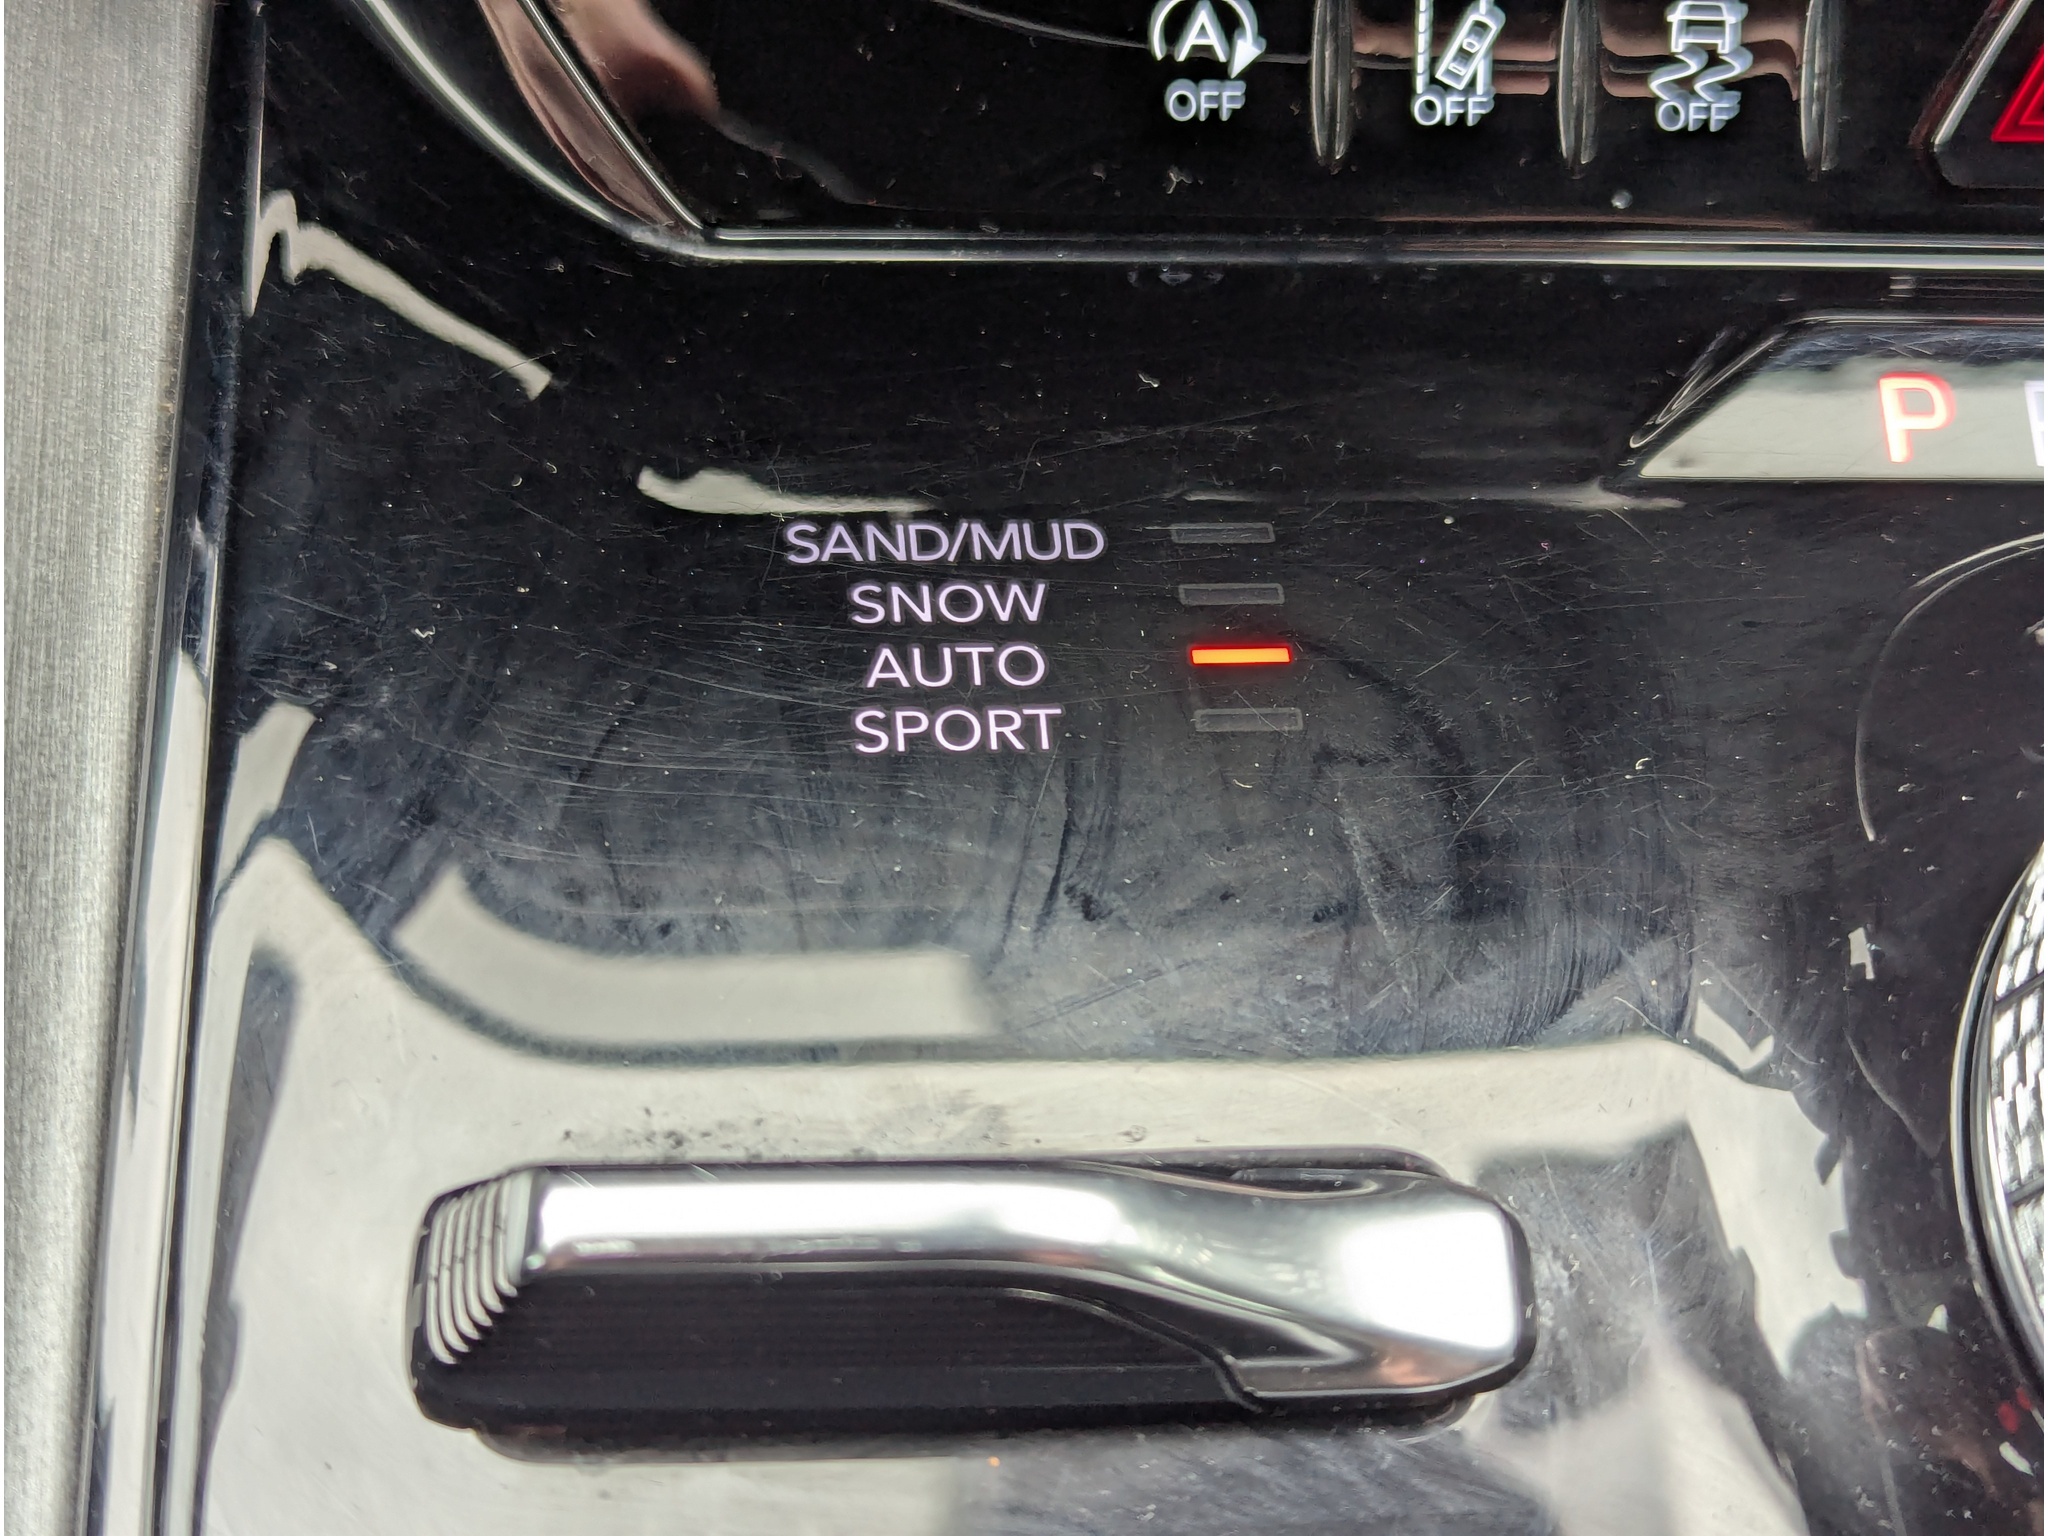 A
OFF OFF OFF
P
SAND/MUD
SNOW
AUTO
SPORT